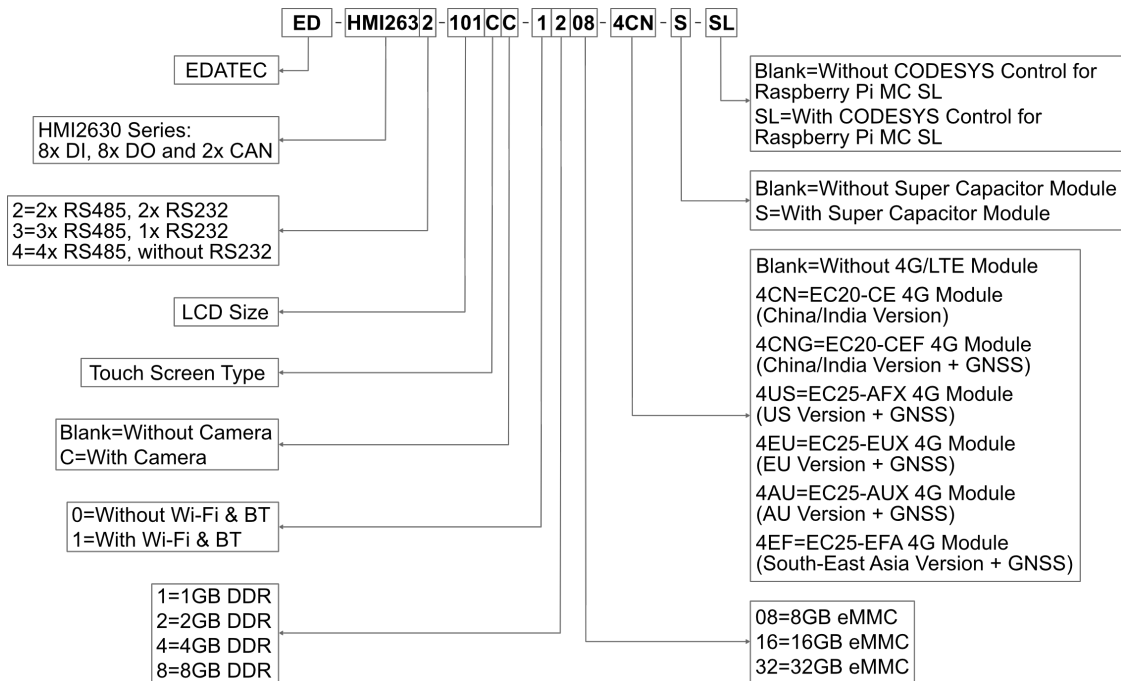 ED - HMI2632 - 101CC - 1208 - 4CN - S - SL
EDATEC
HMI2630 Series:
8x DI, 8x DO and 2x CAN
2=2x RS485, 2x RS232
3=3x RS485, 1x RS232
4=4x RS485, without RS232
LCD Size
Touch Screen Type
Blank=Without Camera
C=With Camera
0=Without Wi-Fi & BT
1=With Wi-Fi & BT
1=1GB DDR
2=2GB DDR
4=4GB DDR
8=8GB DDR
Blank=Without CODESYS Control for
Raspberry Pi MC SL
SL=With CODESYS Control for
Raspberry Pi MC SL
Blank=Without Super Capacitor Module
S=With Super Capacitor Module
Blank=Without 4G/LTE Module
4CN=EC20-CE 4G Module
(China/India Version)
4CNG=EC20-CEF 4G Module
(China/India Version + GNSS)
4US=EC25-AFX 4G Module
(US Version + GNSS)
4EU=EC25-EUX 4G Module
(EU Version + GNSS)
4AU=EC25-AUX 4G Module
(AU Version + GNSS)
4EF=EC25-EFA 4G Module
(South-East Asia Version + GNSS)
08=8GB eMMC
16=16GB eMMC
32=32GB eMMC